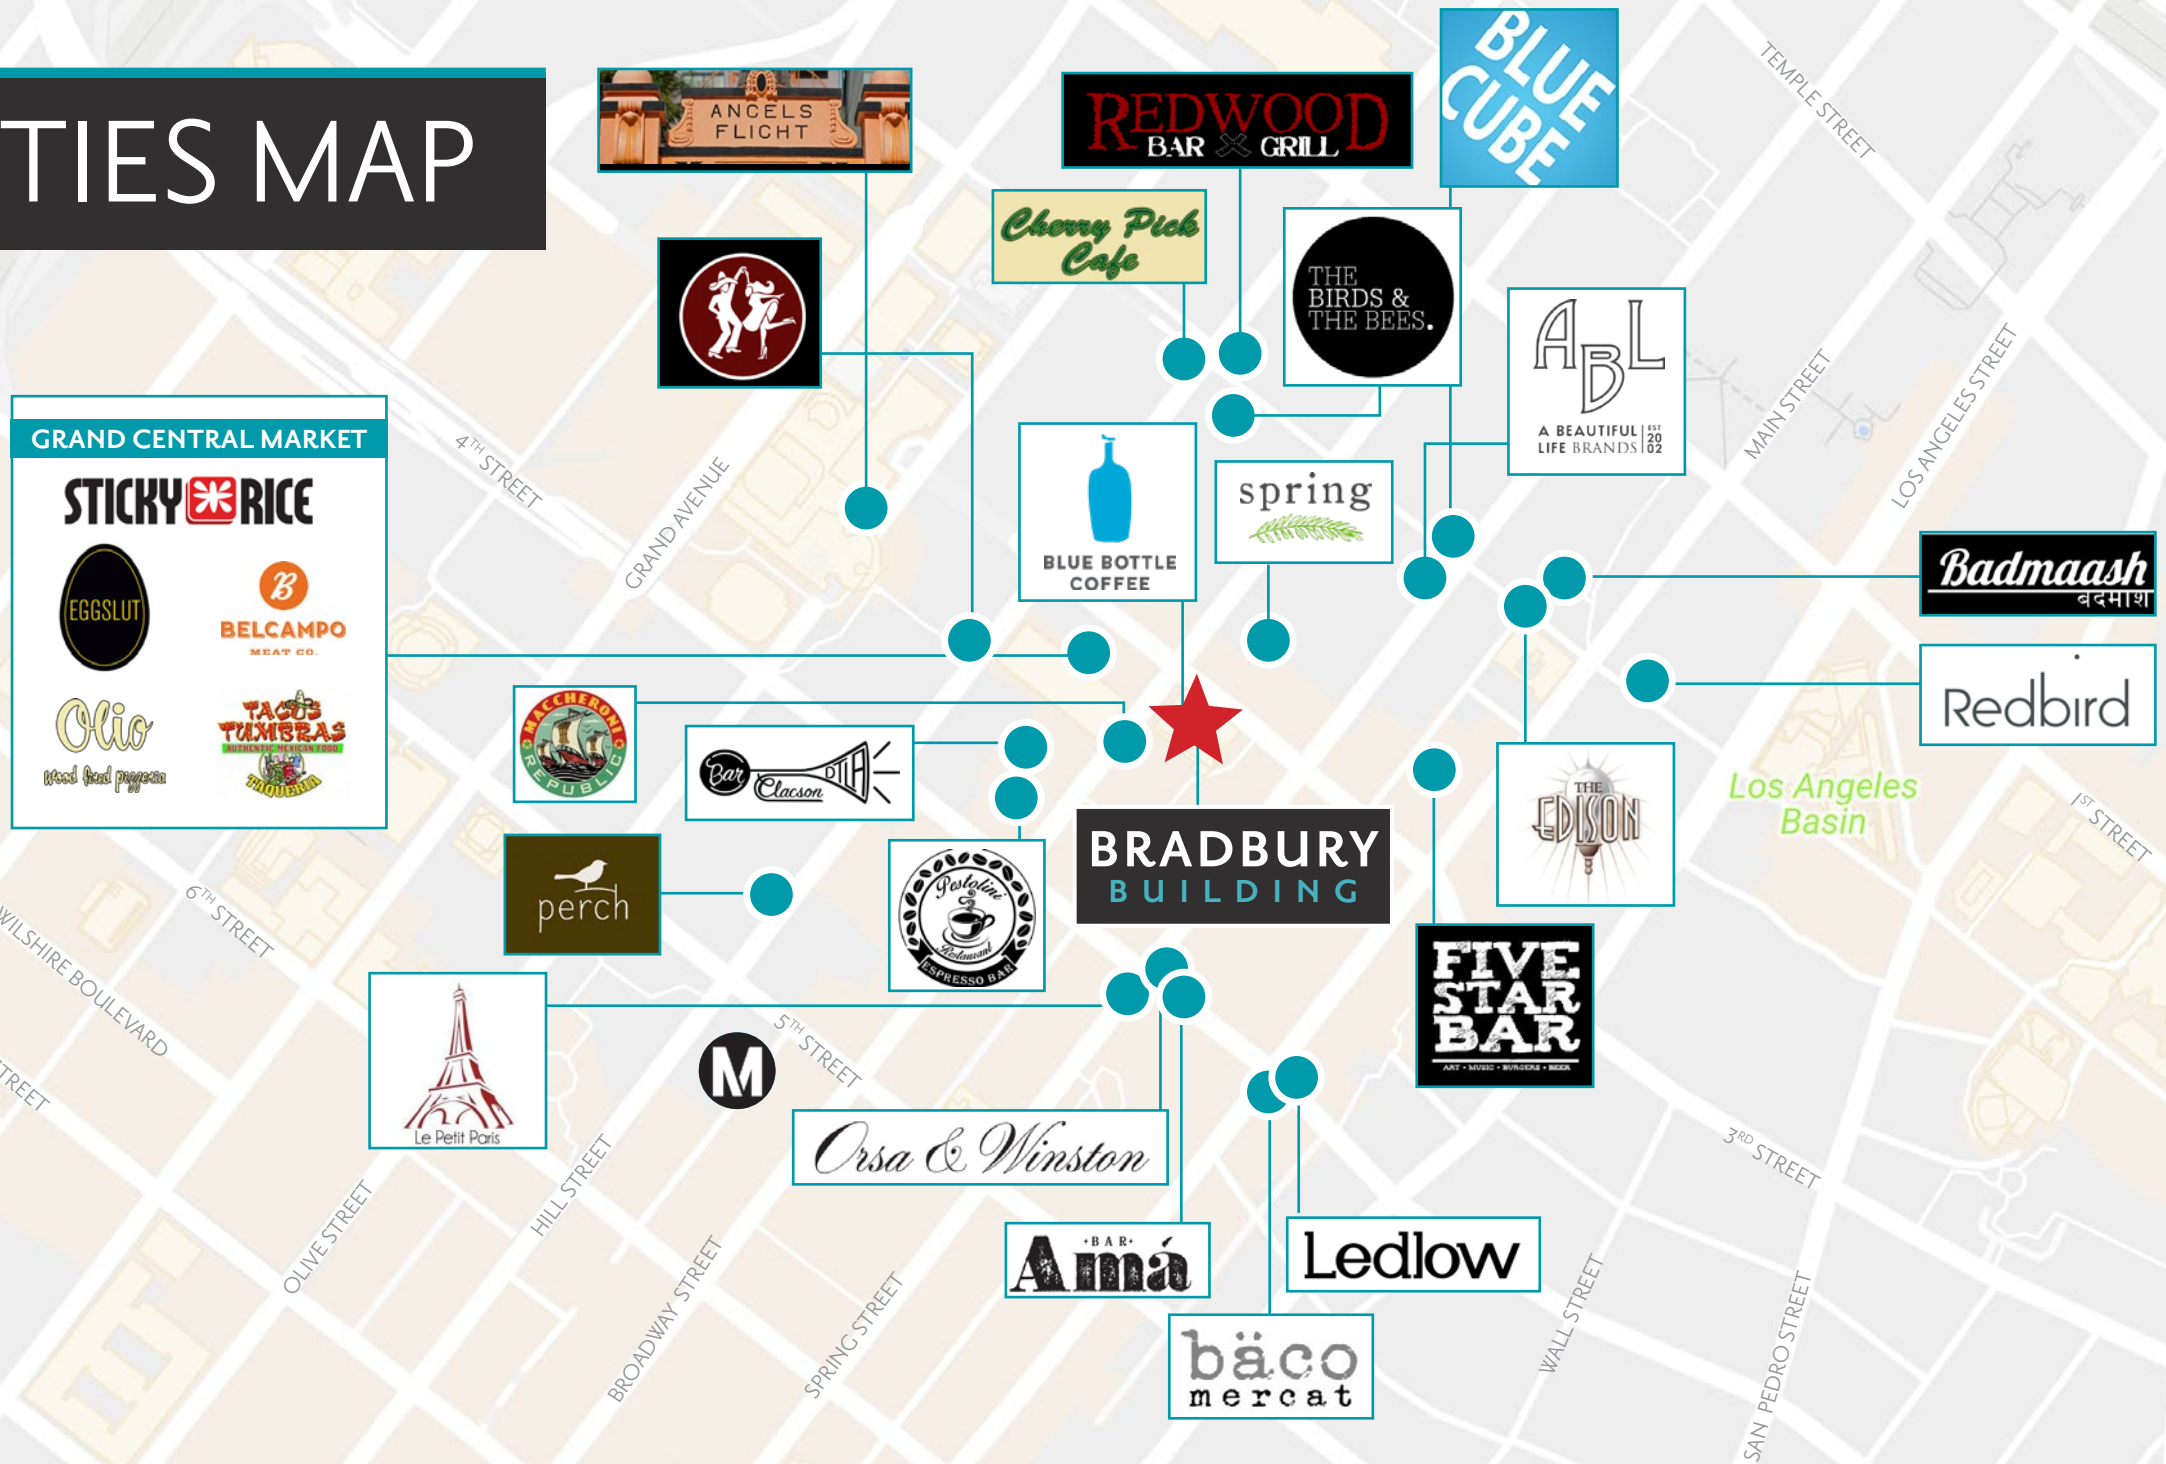 TIES MAP
ANGELS
FLIGHT
REDWOOD
BAR GRILL
BLUE
CUBE
TEMPLE STREET
Cherry Pick
Cafe
THE
BIRDS &
THE BEES.
ABL
A BEAUTIFUL
LIFE BRANDS
EST
20
02
MAIN STREET
LOS ANGELES STREET
GRAND CENTRAL MARKET
STICKY RICE
EGGSLUT
B
BELCAMPO
MEAT CO.
Olio
wood fired pizzeria
TACOS
TUMBRAS
AUTHENTIC MEXICAN FOOD
TAQUERIA
4TH STREET
GRAND AVENUE
BLUE BOTTLE
COFFEE
spring
Badmaash
बदमाश
Redbird
MACCHERONI
REPUBLIC
Bar
Clacson
DTLA
perch
Pestolini
Restaurant
ESPRESSO BAR
BRADBURY
BUILDING
THE
EDISON
Los Angeles
Basin
1ST STREET
FIVE
STAR
BAR
ART • MUSIC • BURGERS • BEER
6TH STREET
WILSHIRE BOULEVARD
TREET
Le Petit Paris
M
5TH STREET
Orsa & Winston
3RD STREET
OLIVE STREET
HILL STREET
BROADWAY STREET
SPRING STREET
•BAR•
Amá
Ledlow
bäco
mercat
WALL STREET
SAN PEDRO STREET